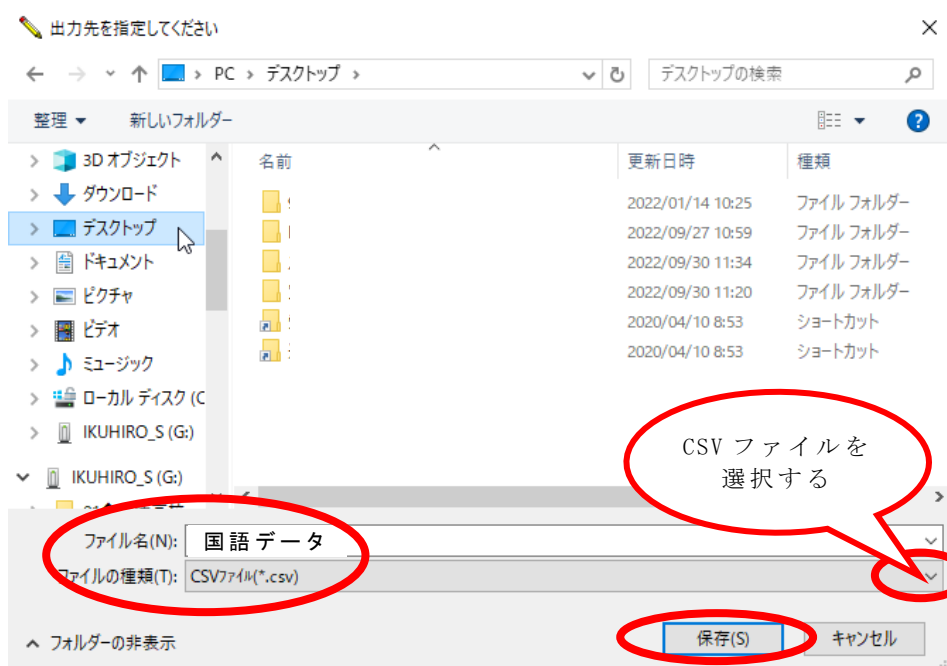 出力先を指定してください
PC > デスクトップ >
デスクトップの検索
整理 新しいフォルダー
3D オブジェクト
ダウンロード
デスクトップ
ドキュメント
ピクチャ
ビデオ
ミュージック
ローカル ディスク (C
IKUHIRO_S (G:)
IKUHIRO_S (G:)
名前 更新日時 種類
2022/01/14 10:25 ファイル フォルダー
2022/09/27 10:59 ファイル フォルダー
2022/09/30 11:34 ファイル フォルダー
2022/09/30 11:20 ファイル フォルダー
2020/04/10 8:53 ショートカット
2020/04/10 8:53 ショートカット
CSV ファイルを
選択する
ファイル名(N): 国語データ
ファイルの種類(T): CSVファイル(*.csv)
フォルダーの非表示
保存(S) キャンセル